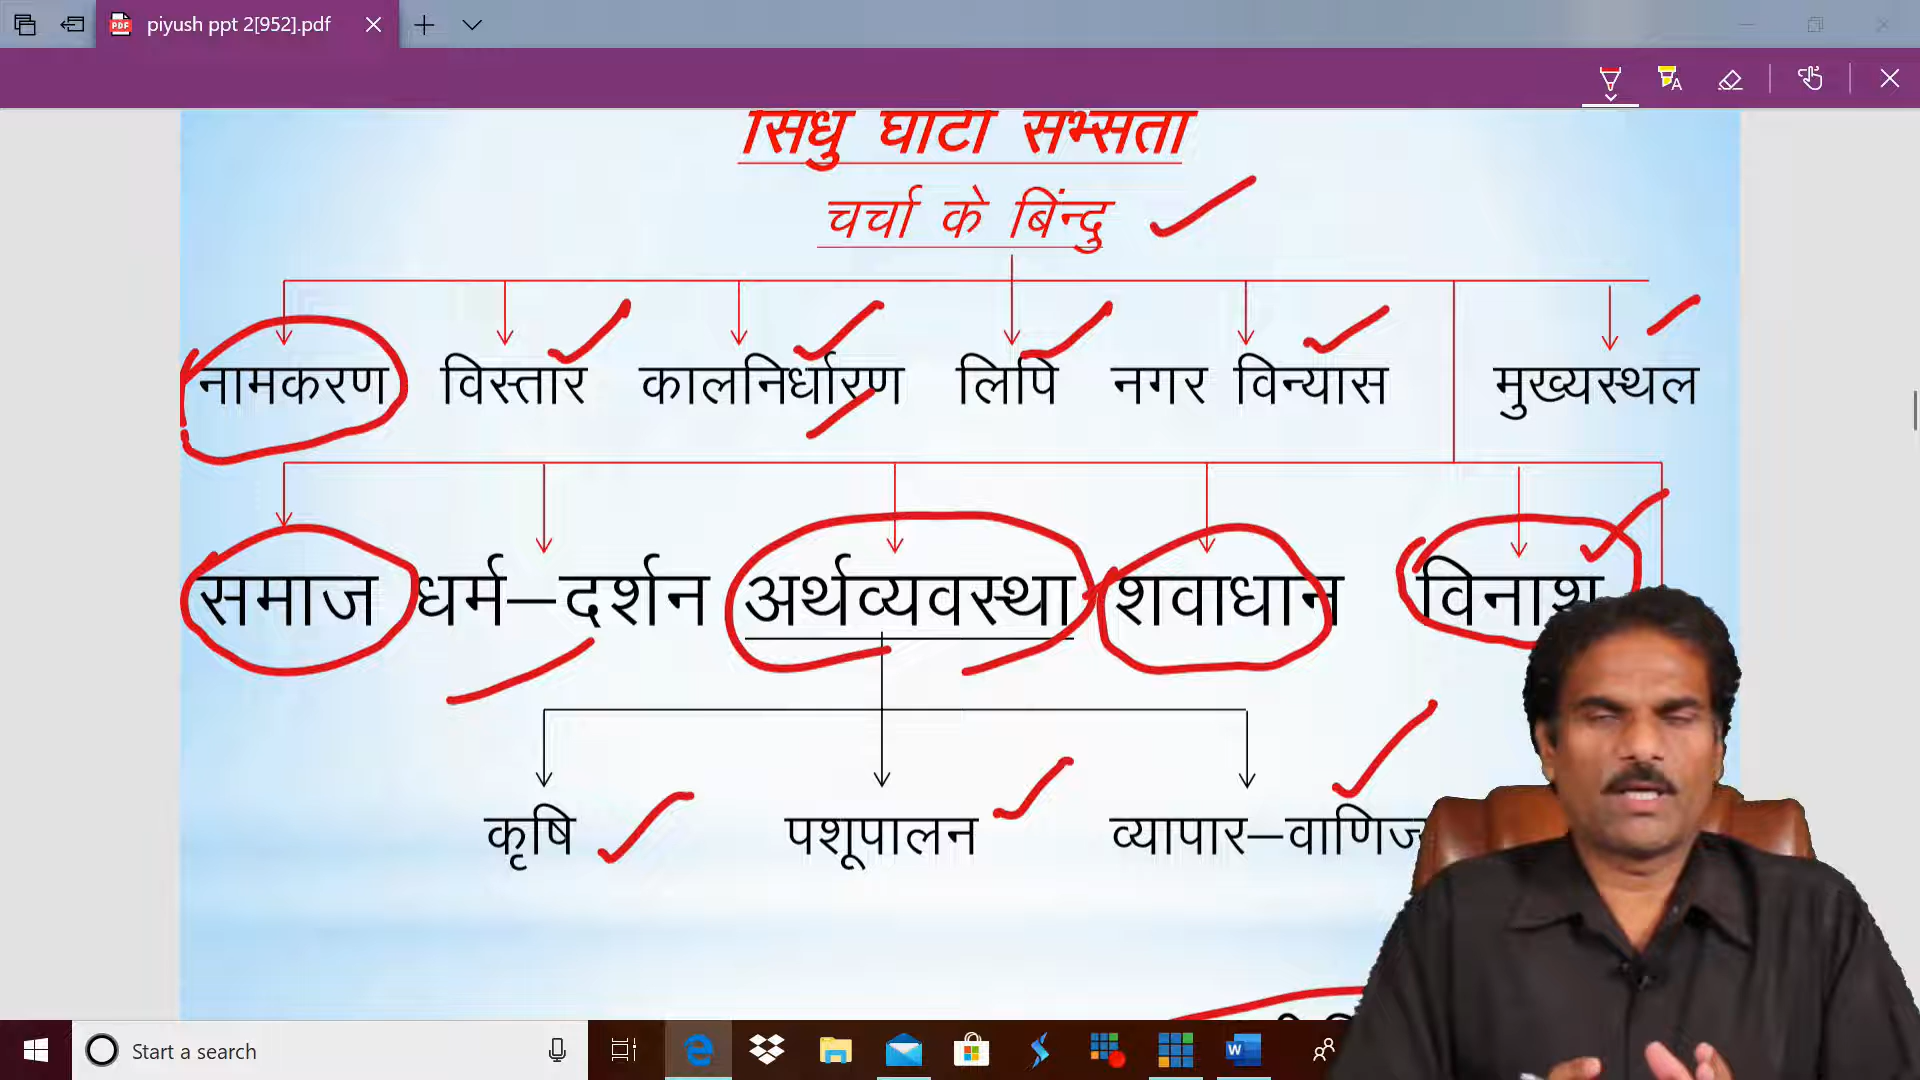 piyush ppt 2[952].pdf
सिंधु घाटी सभ्सता
चर्चा के बिंन्दु
नामकरण विस्तार कालनिर्धारण लिपि नगर विन्यास मुख्यस्थल
समाज धर्म–दर्शन अर्थव्यवस्था शवाधान विनाश
कृषि पशूपालन व्यापार–वाणिज
Start a search